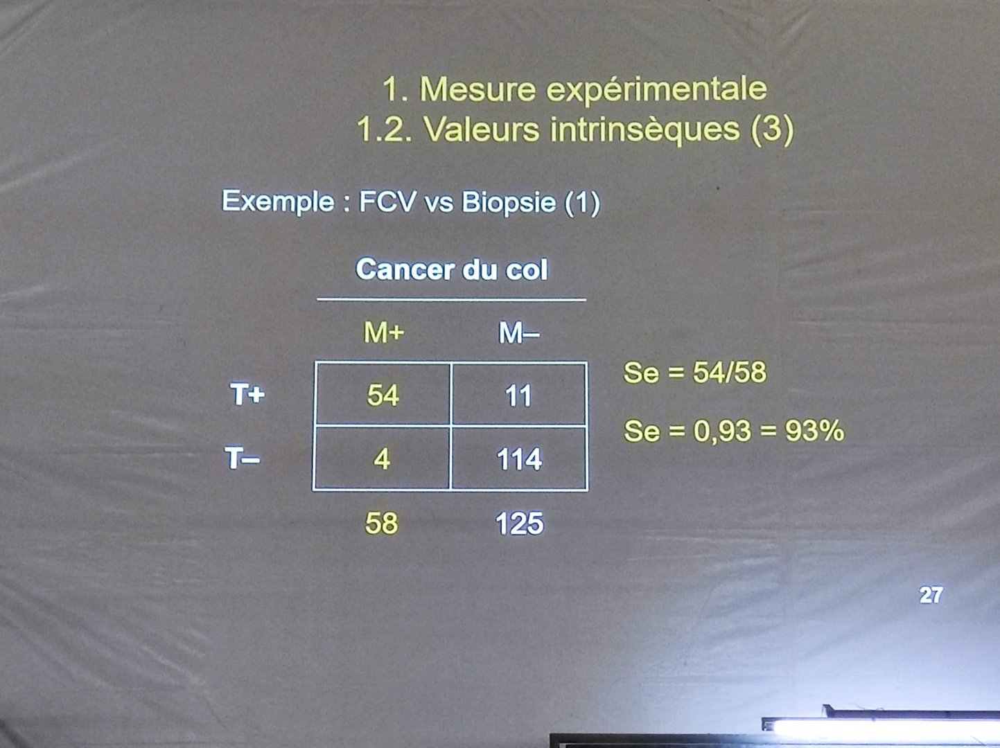 1. Mesure expérimentale
1.2. Valeurs intrinsèques (3)
Exemple : FCV vs Biopsie (1)
Cancer du col
M+ M–
T+ 54 11
Se = 54/58
Se = 0,93 = 93%
T– 4 114
58 125
27